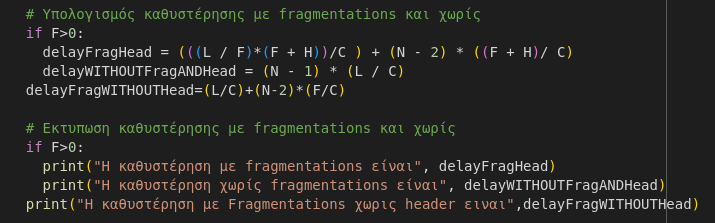 # Υπολογισμός καθυστέρησης με fragmentations και χωρίς
if F>0:
delayFragHead = (((L / F)*(F + H))/C ) + (N - 2) * ((F + H)/ C)
delayWITHOUTFragANDHead = (N - 1) * (L / C)
delayFragWITHOUTHead=(L/C)+(N-2)*(F/C)
# Εκτυπωση καθυστέρησης με fragmentations και χωρίς
if F>0:
print("Η καθυστέρηση με fragmentations είναι", delayFragHead)
print("Η καθυστέρηση χωρίς fragmentations είναι", delayWITHOUTFragANDHead)
print("Η καθυστέρηση με Fragmentations χωρις header ειναι",delayFragWITHOUTHead)